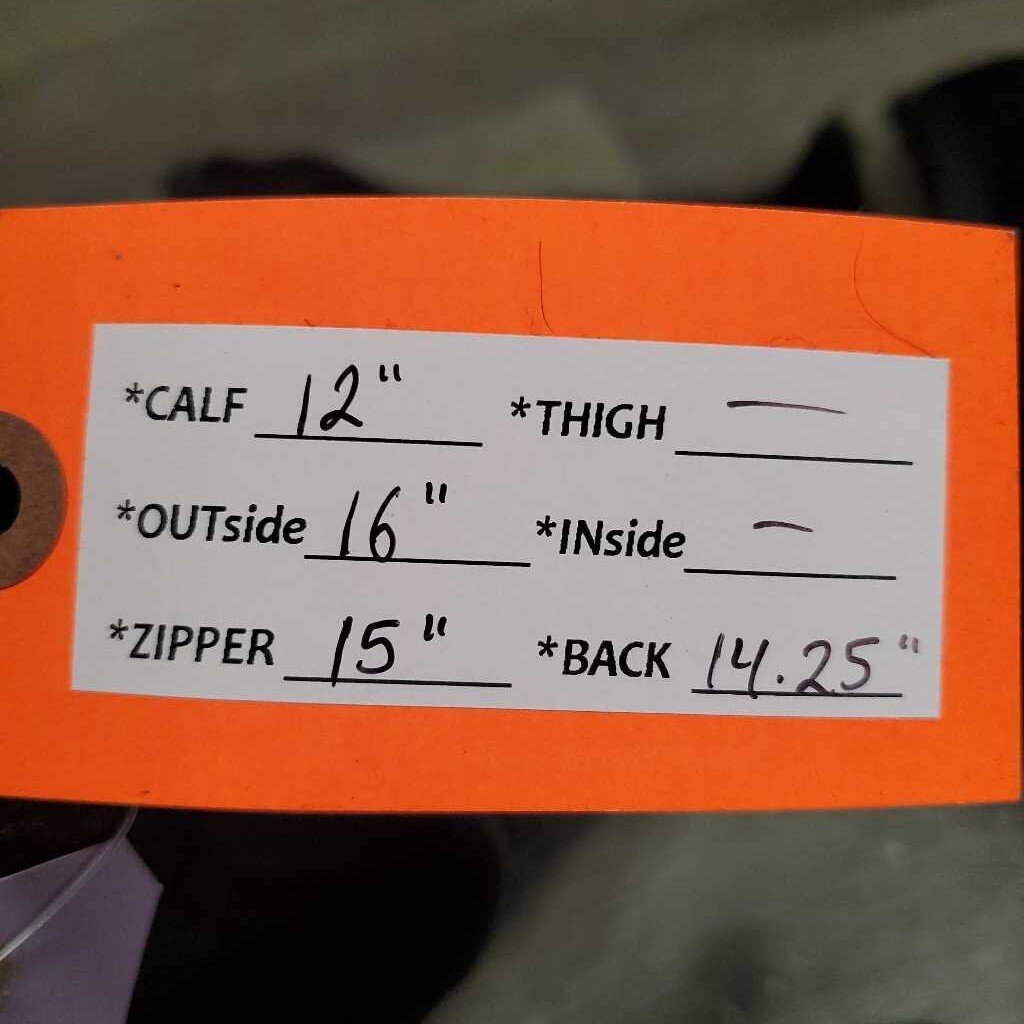 *CALF 12" *THIGH —
*OUTside 16" *INside —
*ZIPPER 15" *BACK 14.25"